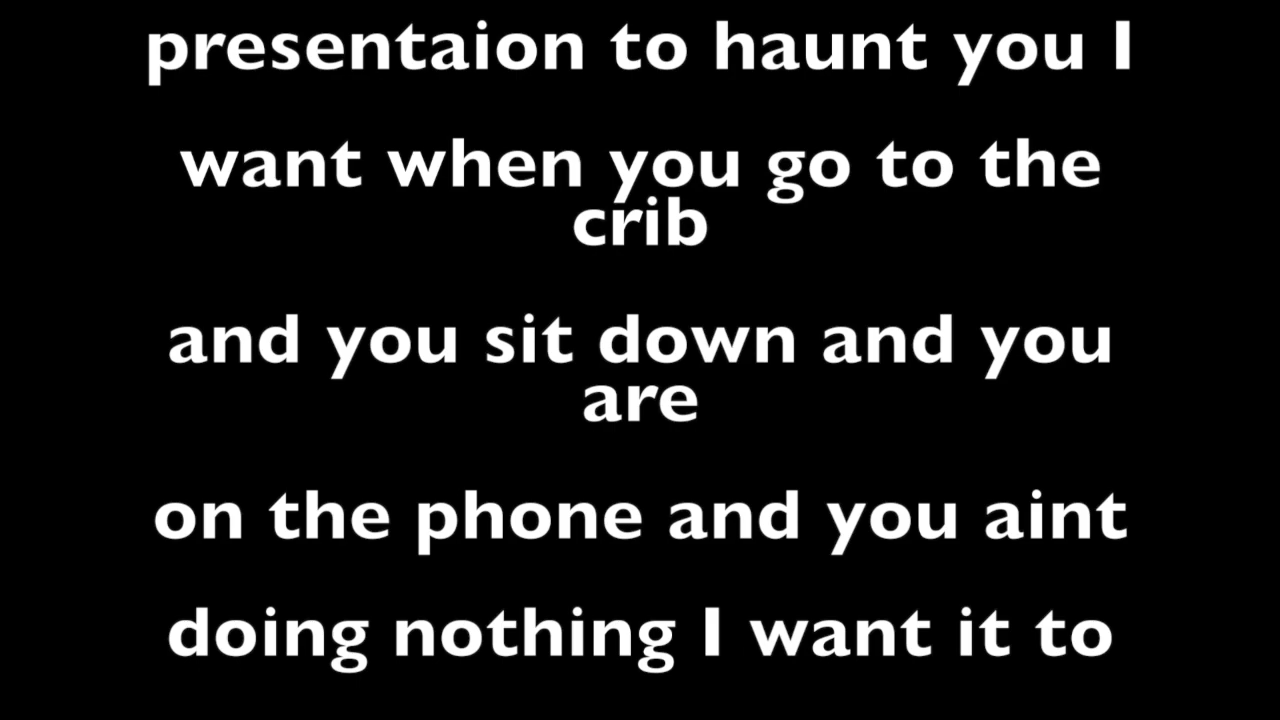 presentaion to haunt you I
want when you go to the
crib
and you sit down and you
are
on the phone and you aint
doing nothing I want it to